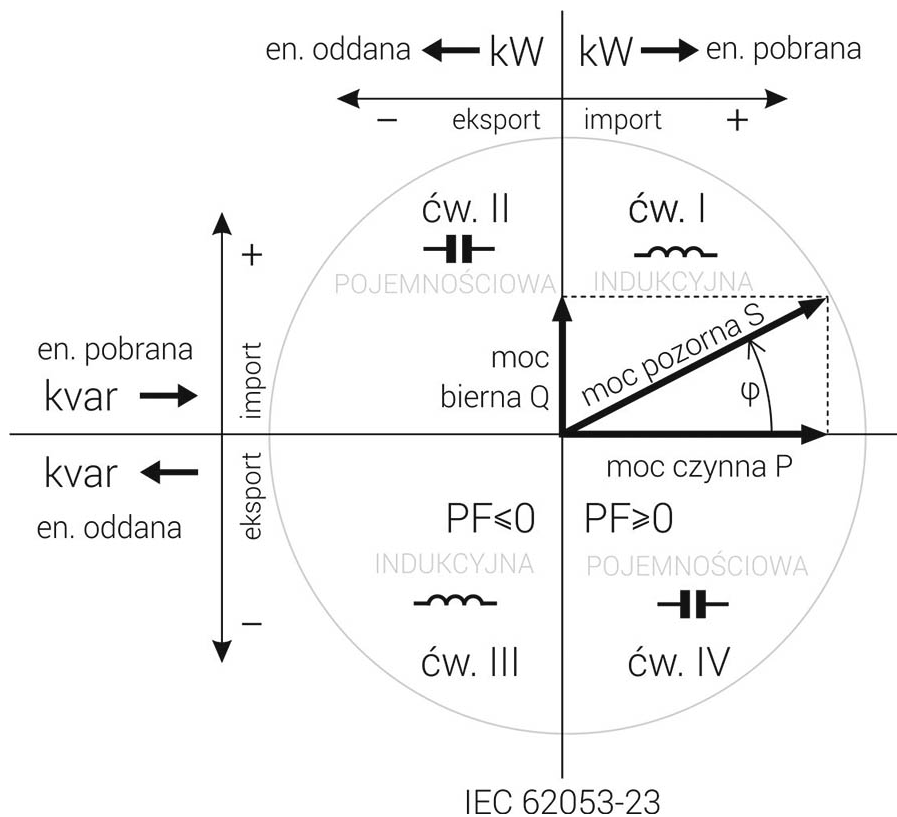 en. oddana kW kW en. pobrana
− eksport import +
ćw. II ćw. I
POJEMNOŚCIOWA INDUKCYJNA
+
import
en. pobrana
kvar
kvar
en. oddana
eksport
−
moc
bierna Q
moc pozorna S
φ
moc czynna P
PF⩽0 PF⩾0
INDUKCYJNA POJEMNOŚCIOWA
ćw. III ćw. IV
IEC 62053-23